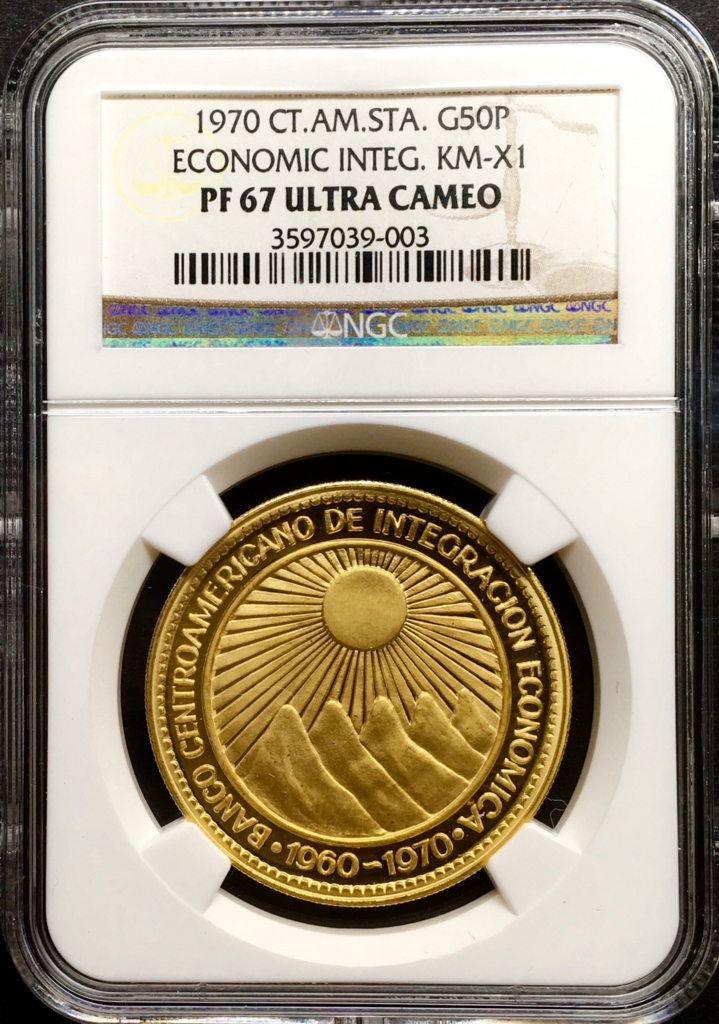 1970 CT.AM.STA. G50P
ECONOMIC INTEG. KM-X1
PF 67 ULTRA CAMEO
3597039-003
NGC
BANCO CENTROAMERICANO DE INTEGRACION ECONOMICA
• 1960~1970 •